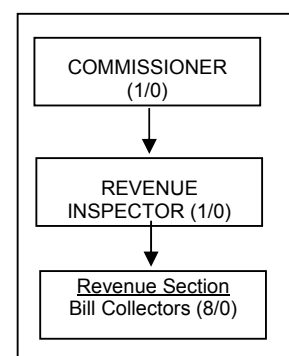 COMMISSIONER
(1/0)
REVENUE
INSPECTOR (1/0)
Revenue Section
Bill Collectors (8/0)